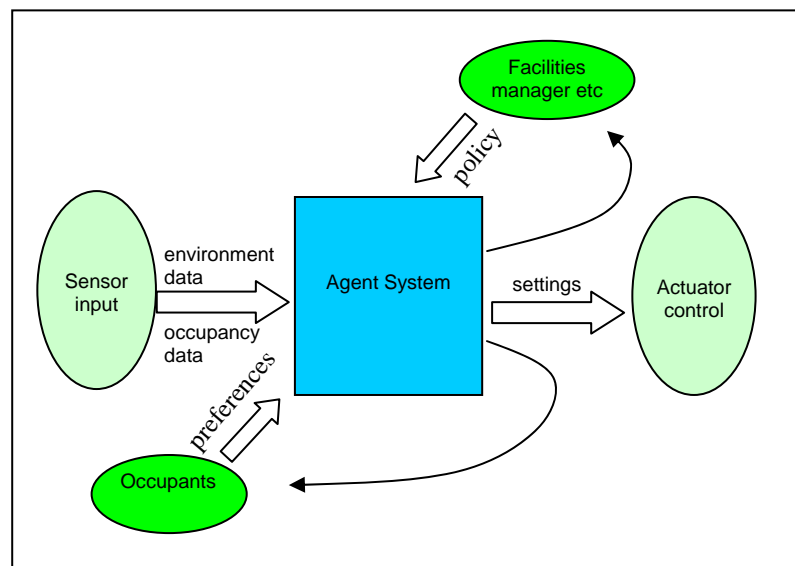 Facilities
manager etc
policy
environment
data
Sensor
input
occupancy
data
Agent System
settings
Actuator
control
preferences
Occupants